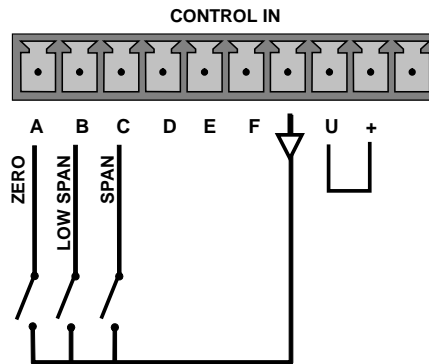 CONTROL IN
A B C D E F U +
ZERO
LOW SPAN
SPAN